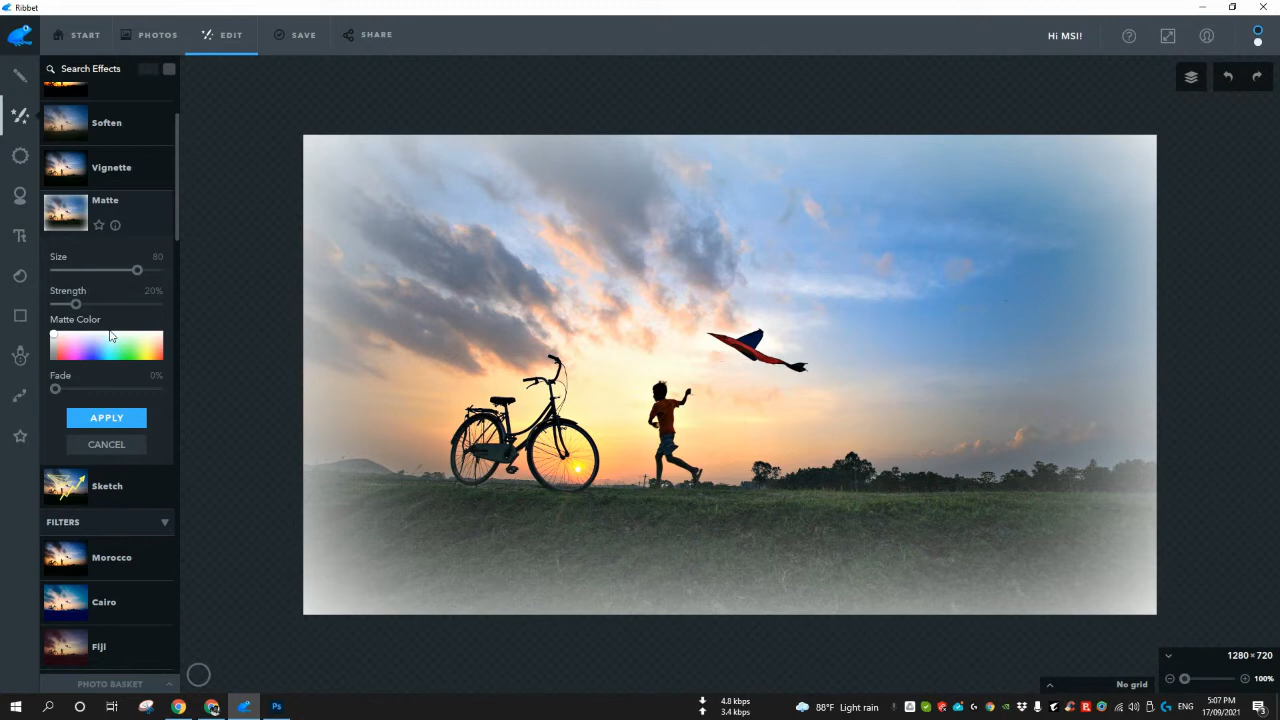 Ribbet
START
PHOTOS
EDIT
SAVE
SHARE
Hi MSI!
Search Effects
Soften
Vignette
Matte
Size 80
Strength 20%
Matte Color
Fade 0%
APPLY
CANCEL
Sketch
FILTERS
Morocco
Cairo
Fiji
PHOTO BASKET
1280×720
No grid
100%
Ps
4.8 kbps
3.4 kbps
88°F Light rain
ENG
5:07 PM
17/09/2021
3